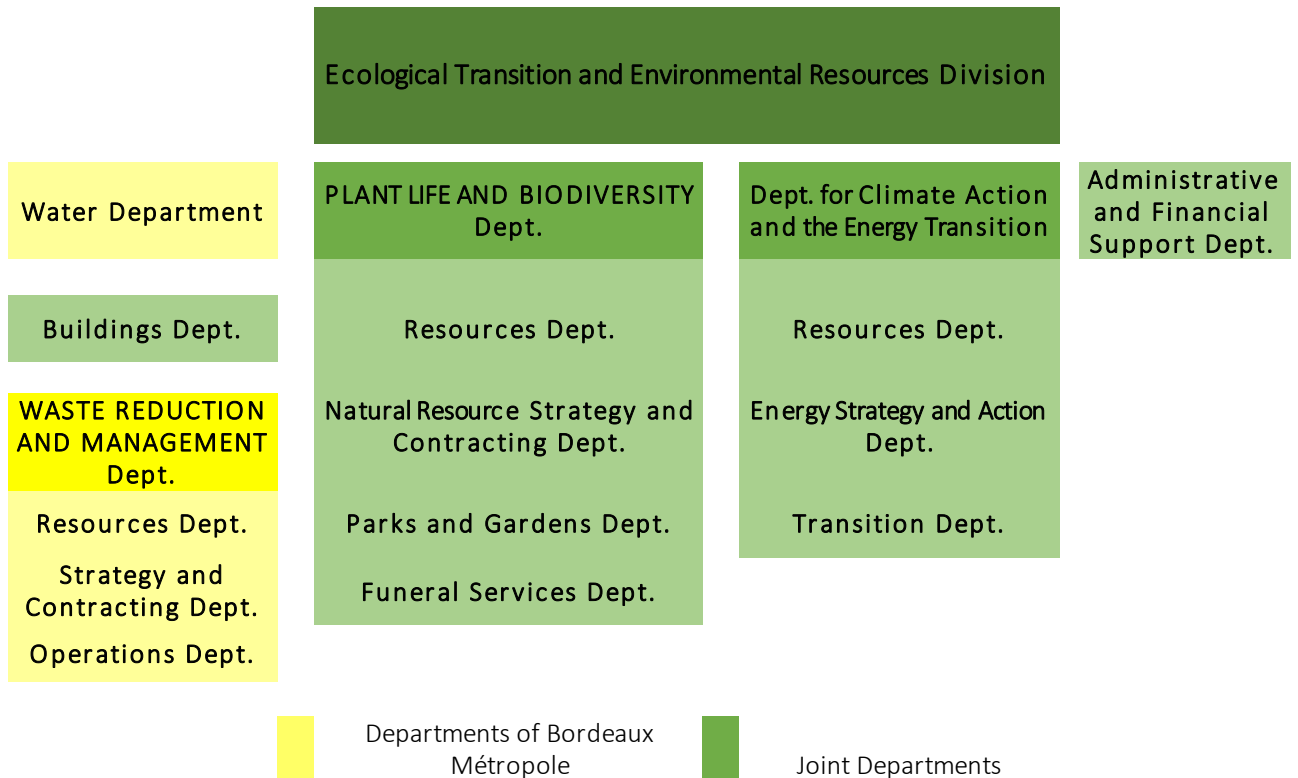 Ecological Transition and Environmental Resources Division
Water Department
PLANT LIFE AND BIODIVERSITY
Dept.
Dept. for Climate Action
and the Energy Transition
Administrative
and Financial
Support Dept.
Buildings Dept.
Resources Dept.
Resources Dept.
WASTE REDUCTION
AND MANAGEMENT
Dept.
Natural Resource Strategy and
Contracting Dept.
Energy Strategy and Action
Dept.
Resources Dept.
Parks and Gardens Dept.
Transition Dept.
Strategy and
Contracting Dept.
Funeral Services Dept.
Operations Dept.
Departments of Bordeaux
Métropole
Joint Departments